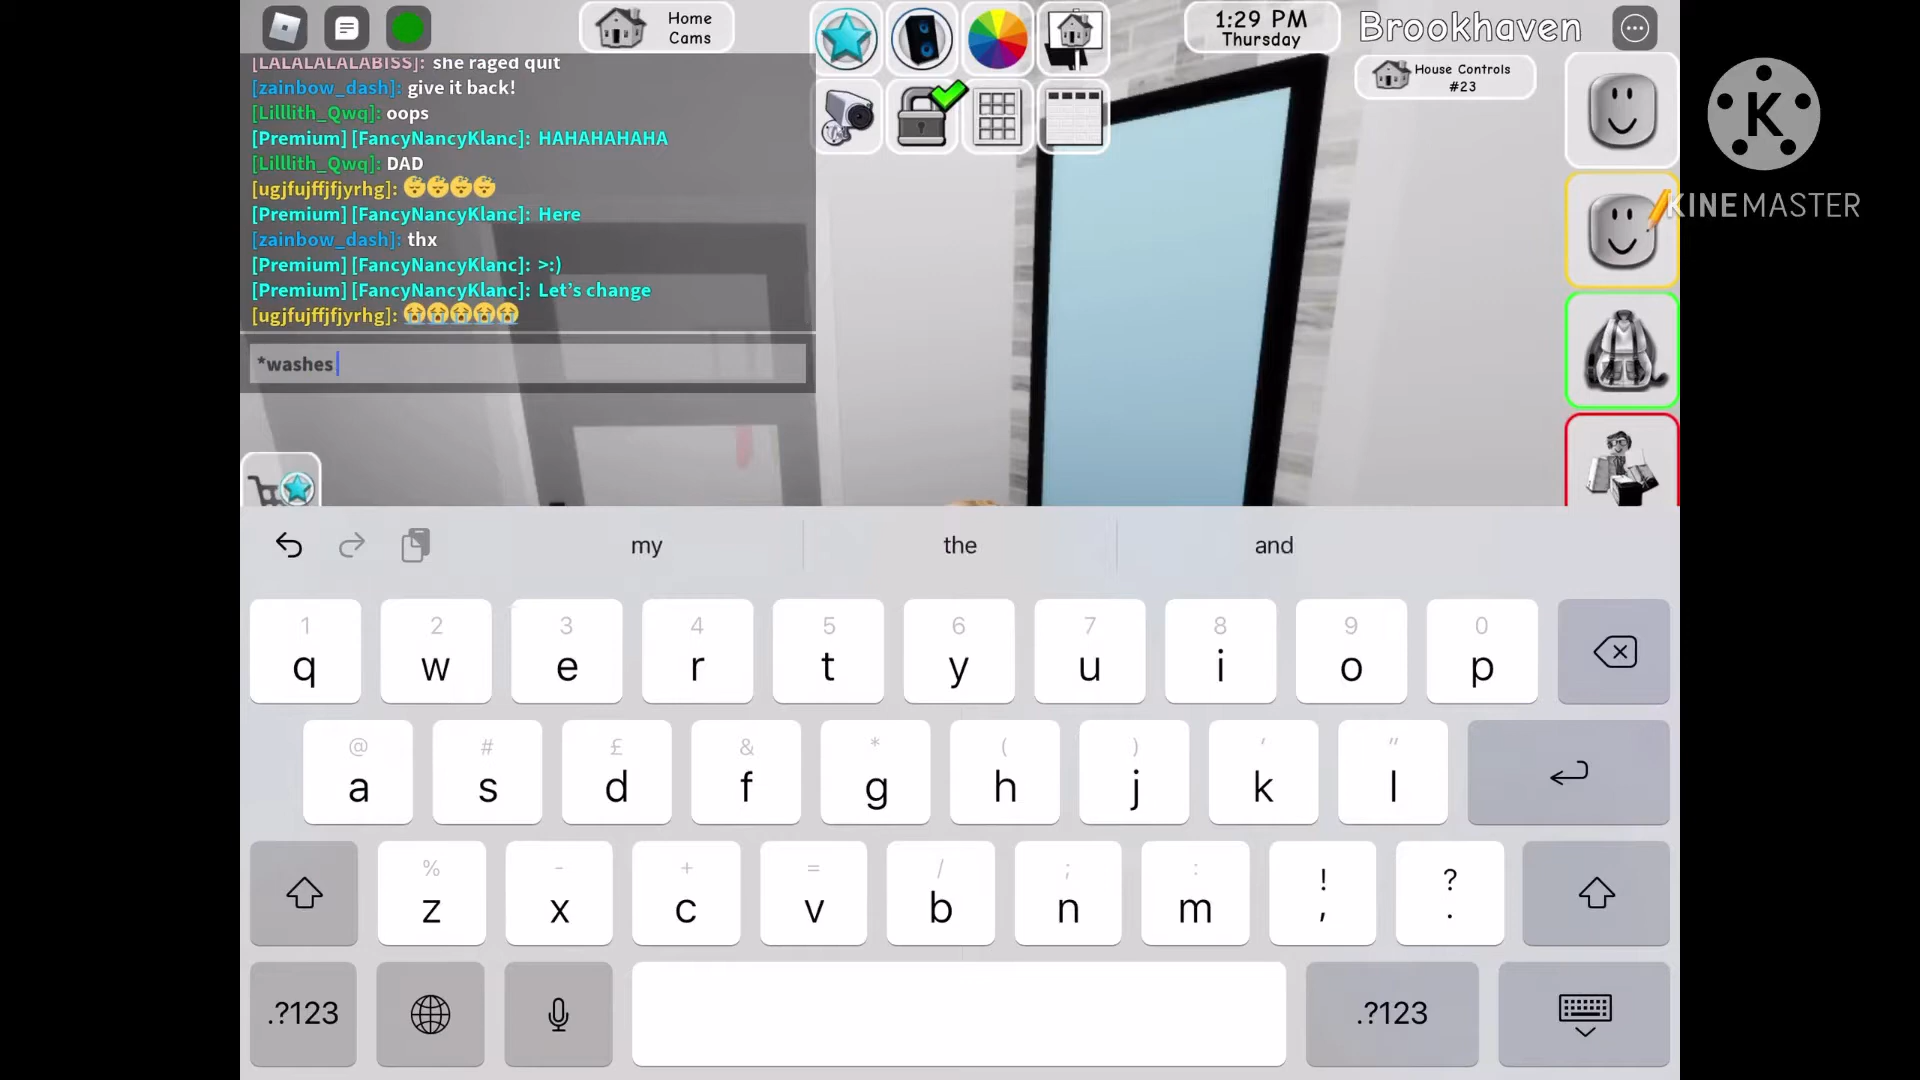 Home
Cams
1:29 PM
Thursday
Brookhaven
House Controls
#23
[LALALALALABISS]: she raged quit
[zainbow_dash]: give it back!
[Lilllith_Qwq]: oops
[Premium] [FancyNancyKlanc]: HAHAHAHAHA
[Lilllith_Qwq]: DAD
[ugjfujffjfjyrhg]: 😴😴😴😴
[Premium] [FancyNancyKlanc]: Here
[zainbow_dash]: thx
[Premium] [FancyNancyKlanc]: >:)
[Premium] [FancyNancyKlanc]: Let’s change
[ugjfujffjfjyrhg]: 😭😭😭😭😭
*washes
K
KINEMASTER
my the and
1 2 3 4 5 6 7 8 9 0
q w e r t y u i o p
@ # £ & * ( ) ' "
a s d f g h j k l
% - + = / ; : ! ?
z x c v b n m , .
.?123 .?123